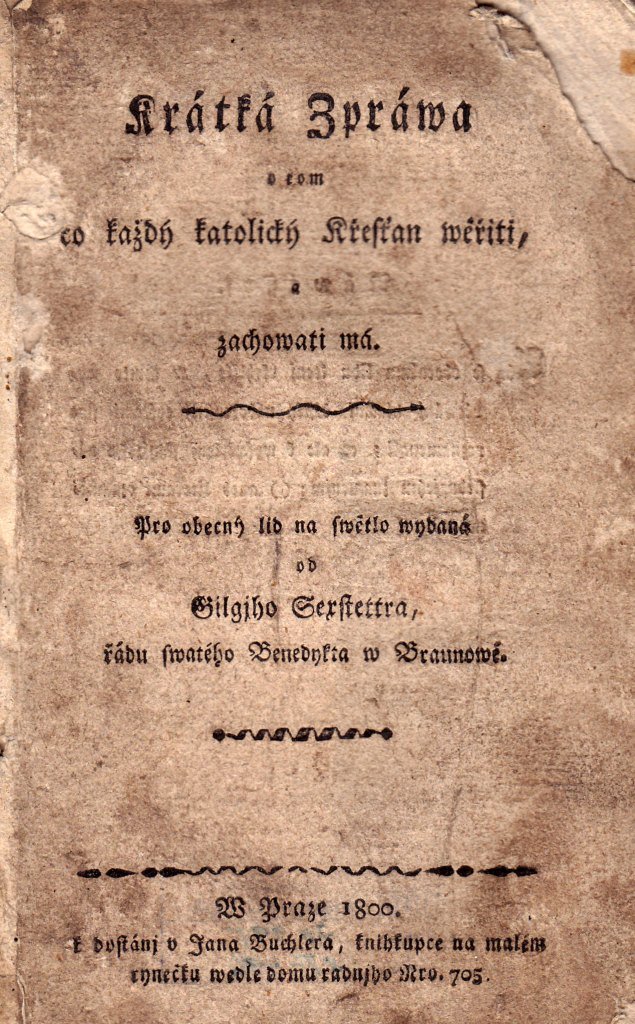 Krátká Zpráwa
o tom
co každý katolický Křesťan wěřiti,
a
zachowati má.
Pro obecný lid na swětlo wydaná
od
Gilgjho Sexstettra,
řádu swatého Benedykta w Braunowě.
W Praze 1800.
k dostánj v Jana Buchlera, knihkupce na malém
rynečku wedle domu radnjho Nro. 705.